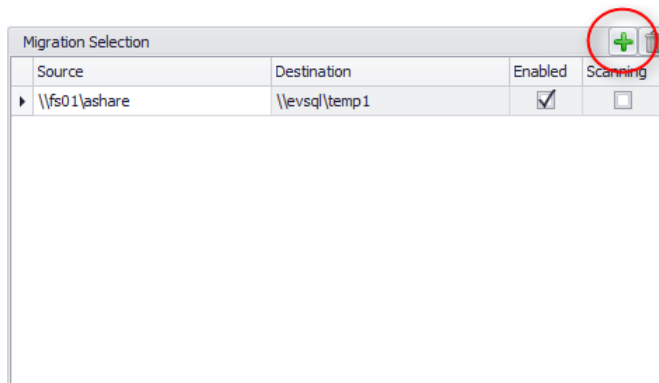 Migration Selection
Source Destination Enabled Scanning
\\fs01\ashare \\evsql\temp1